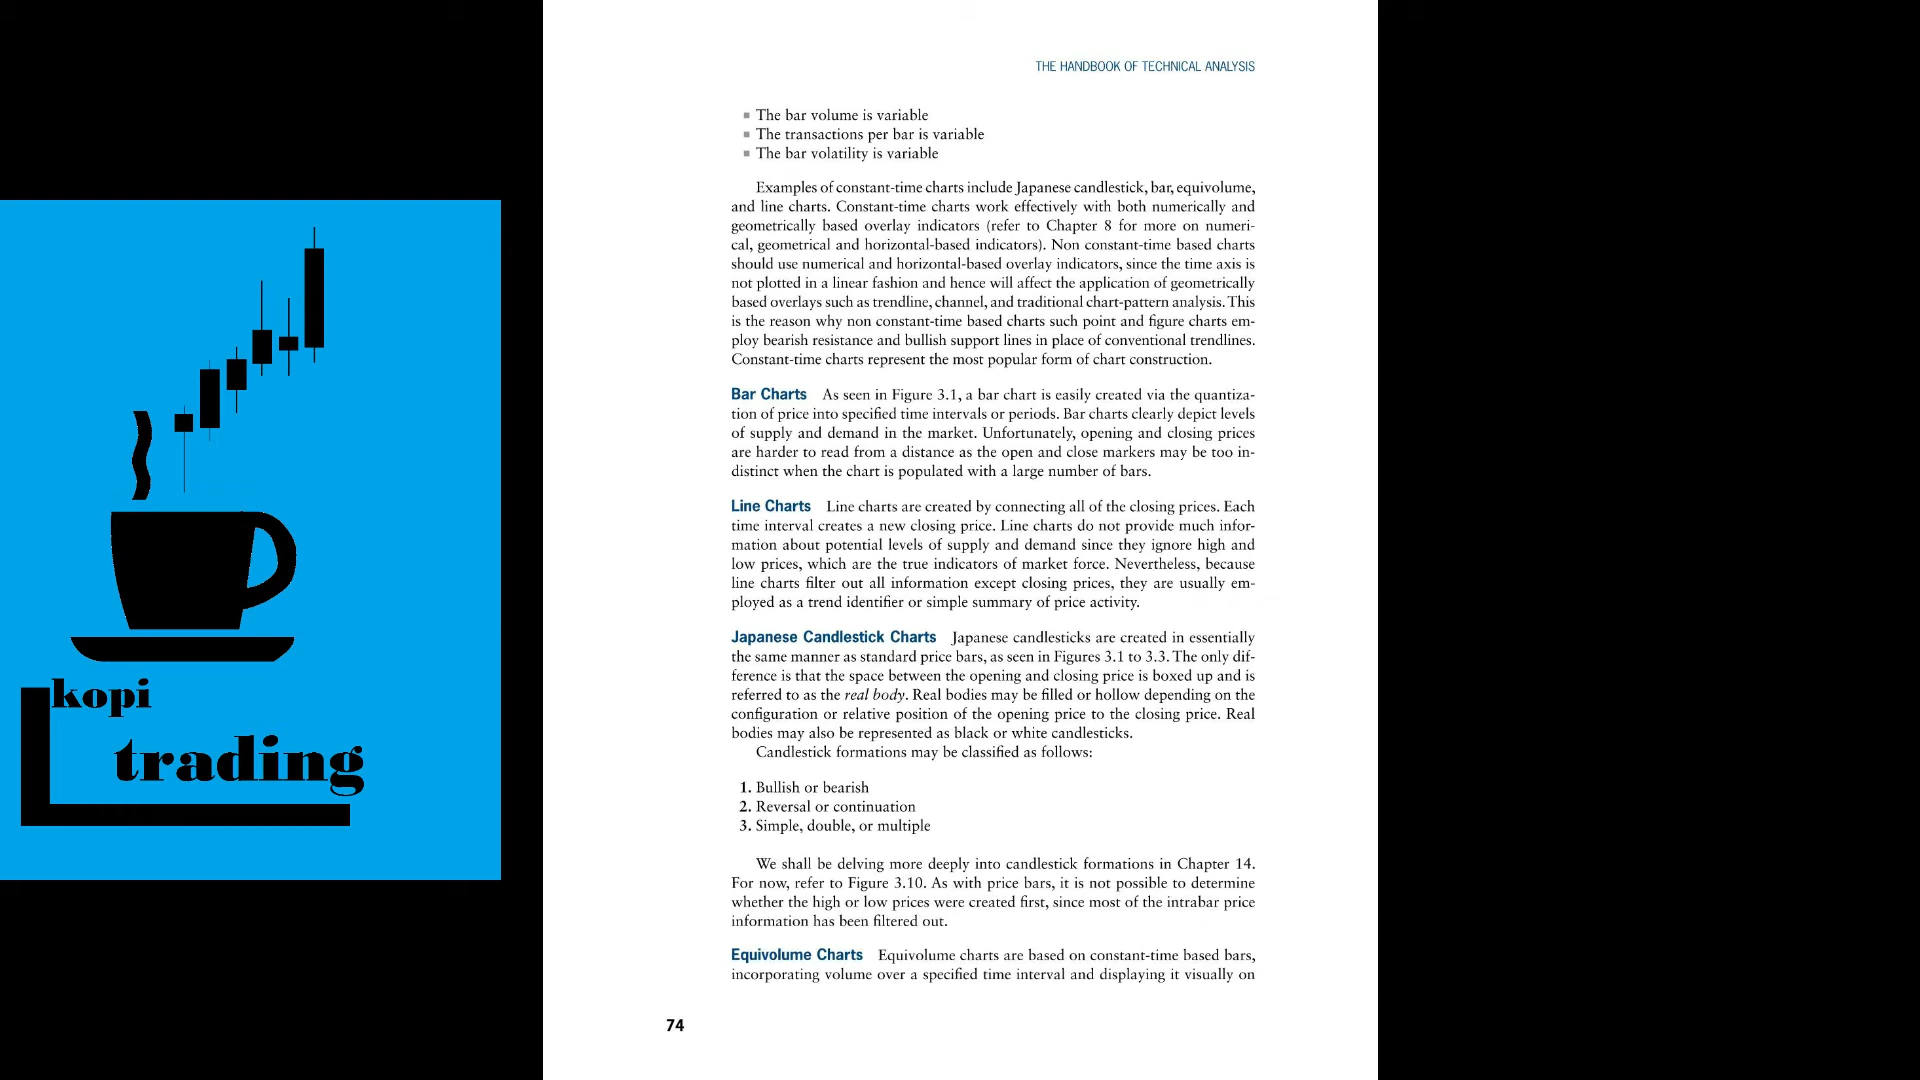 THE HANDBOOK OF TECHNICAL ANALYSIS
▪ The bar volume is variable
▪ The transactions per bar is variable
▪ The bar volatility is variable
Examples of constant-time charts include Japanese candlestick, bar, equivolume,
and line charts. Constant-time charts work effectively with both numerically and
geometrically based overlay indicators (refer to Chapter 8 for more on numeri-
cal, geometrical and horizontal-based indicators). Non constant-time based charts
should use numerical and horizontal-based overlay indicators, since the time axis is
not plotted in a linear fashion and hence will affect the application of geometrically
based overlays such as trendline, channel, and traditional chart-pattern analysis. This
is the reason why non constant-time based charts such point and figure charts em-
ploy bearish resistance and bullish support lines in place of conventional trendlines.
Constant-time charts represent the most popular form of chart construction.
Bar Charts As seen in Figure 3.1, a bar chart is easily created via the quantiza-
tion of price into specified time intervals or periods. Bar charts clearly depict levels
of supply and demand in the market. Unfortunately, opening and closing prices
are harder to read from a distance as the open and close markers may be too in-
distinct when the chart is populated with a large number of bars.
Line Charts Line charts are created by connecting all of the closing prices. Each
time interval creates a new closing price. Line charts do not provide much infor-
mation about potential levels of supply and demand since they ignore high and
low prices, which are the true indicators of market force. Nevertheless, because
line charts filter out all information except closing prices, they are usually em-
ployed as a trend identifier or simple summary of price activity.
Japanese Candlestick Charts Japanese candlesticks are created in essentially
the same manner as standard price bars, as seen in Figures 3.1 to 3.3. The only dif-
ference is that the space between the opening and closing price is boxed up and is
referred to as the real body. Real bodies may be filled or hollow depending on the
configuration or relative position of the opening price to the closing price. Real
bodies may also be represented as black or white candlesticks.
Candlestick formations may be classified as follows:
1. Bullish or bearish
2. Reversal or continuation
3. Simple, double, or multiple
We shall be delving more deeply into candlestick formations in Chapter 14.
For now, refer to Figure 3.10. As with price bars, it is not possible to determine
whether the high or low prices were created first, since most of the intrabar price
information has been filtered out.
Equivolume Charts Equivolume charts are based on constant-time based bars,
incorporating volume over a specified time interval and displaying it visually on
74
kopi
trading